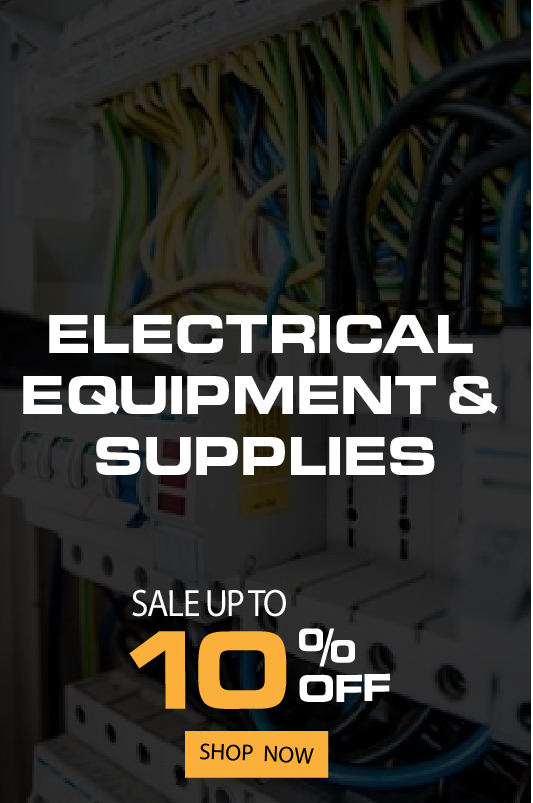 ELECTRICAL
EQUIPMENT &
SUPPLIES
SALE UP TO
10 % OFF
SHOP NOW